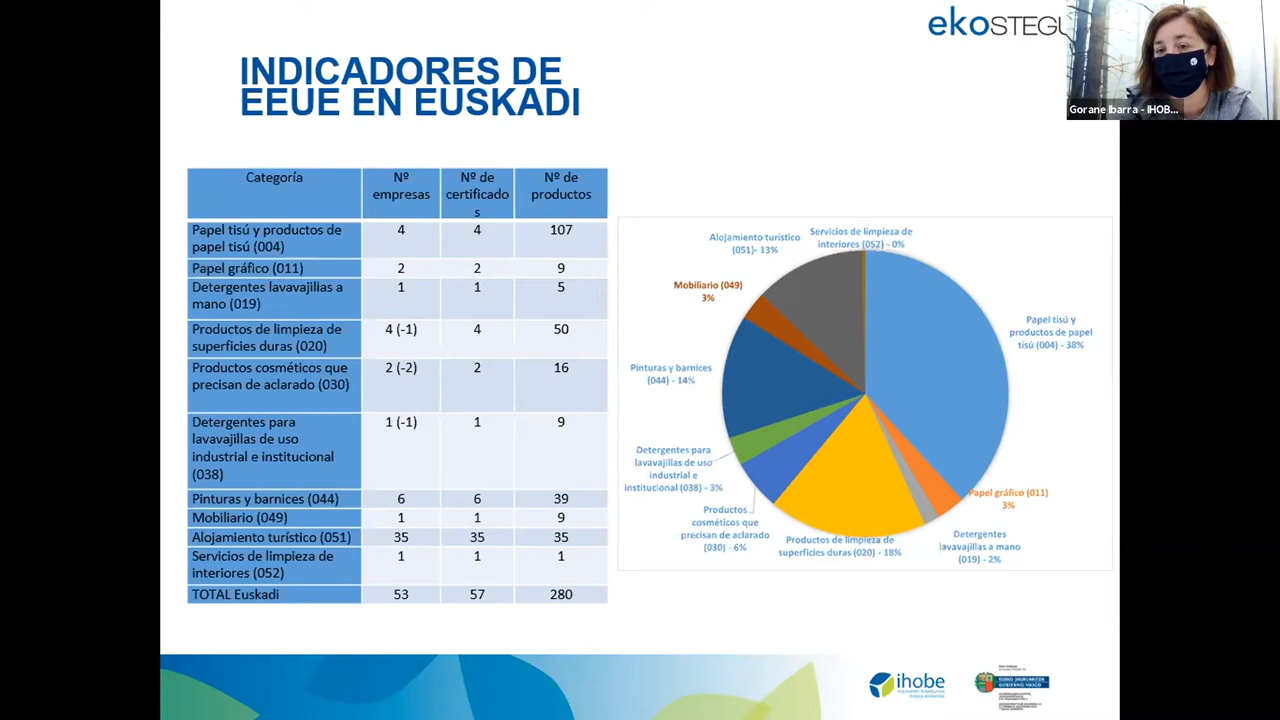 ekoSTEGU
Gorane Ibarra - IHOB...
INDICADORES DE
EEUE EN EUSKADI
Categoría
Nº
empresas
Nº de
certificado
s
Nº de
productos
Papel tisú y productos de
papel tisú (004)
4
4
107
Papel gráfico (011)
2
2
9
Detergentes lavavajilias a
mano (019)
1
1
5
Productos de limpieza de
superficies duras (020)
4 (-1)
4
50
Productos cosméticos que
precisan de aclarado (030)
2 (-2)
2
16
Detergentes para
lavavajillas de uso
industrial e institucional
(038)
1 (-1)
1
9
Pinturas y barnices (044)
6
6
39
Mobiliario (049)
1
1
9
Alojamiento turístico (051)
35
35
35
Servicios de limpieza de
interiores (052)
1
1
1
TOTAL Euskadi
53
57
280
Alojamiento turístico
(051)- 13%
Servicios de limpieza de
interiores (052) - 0%
Mobiliario (049)
3%
Papel tisú y
productos de papel
tisú (004) - 38%
Pinturas y barnices
(044) - 14%
Detergentes para
lavavajillas de uso
industrial e
institucional (038) - 3%
Papel gráfico (011)
3%
Productos
cosméticos que
precisan de aclarado
(030) - 6%
Productos de limpieza de
superficies duras (020) - 18%
Detergentes
lavavajillas a mano
(019) - 2%
ihobe
EUSKO JAURLARITZA
GOBIERNO VASCO